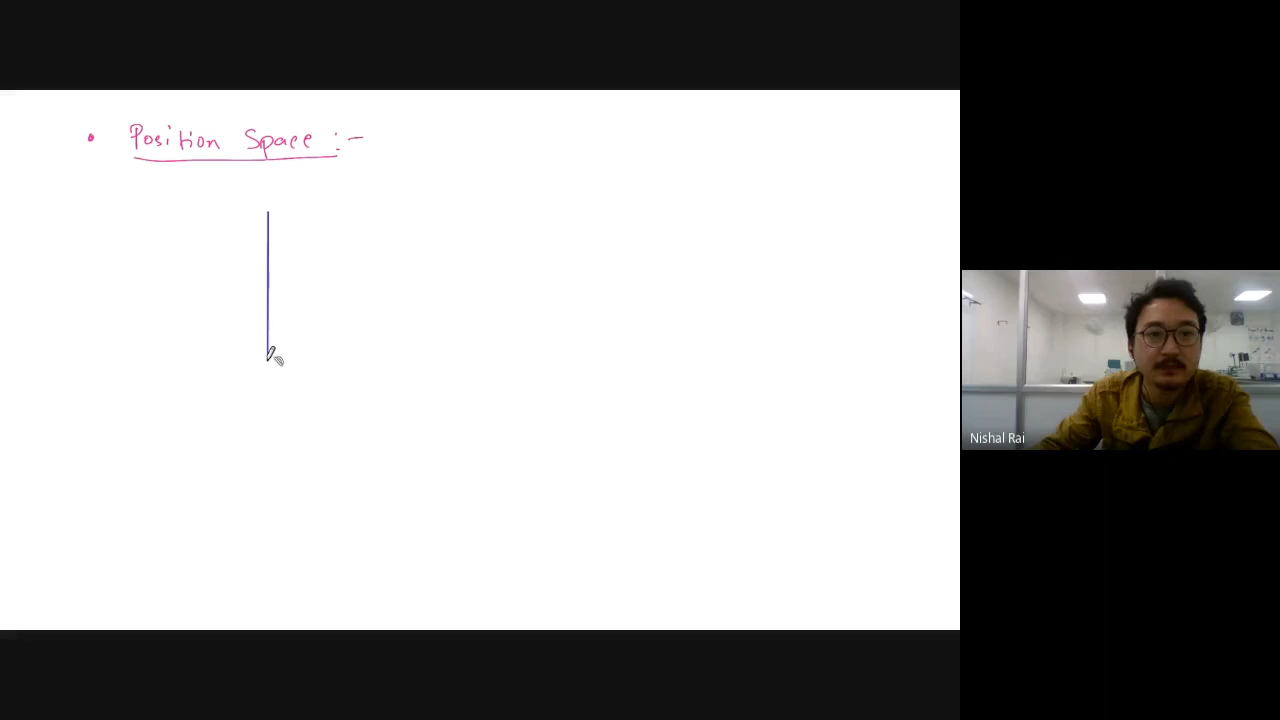 • Position Space :-
Nishal Rai